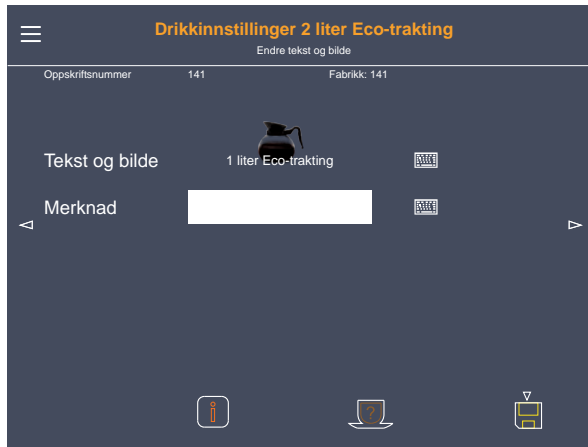 Drikkinnstillinger 2 liter Eco-trakting
Endre tekst og bilde
Oppskriftsnummer 141 Fabrikk: 141
Tekst og bilde 1 liter Eco-trakting
Merknad
i
?